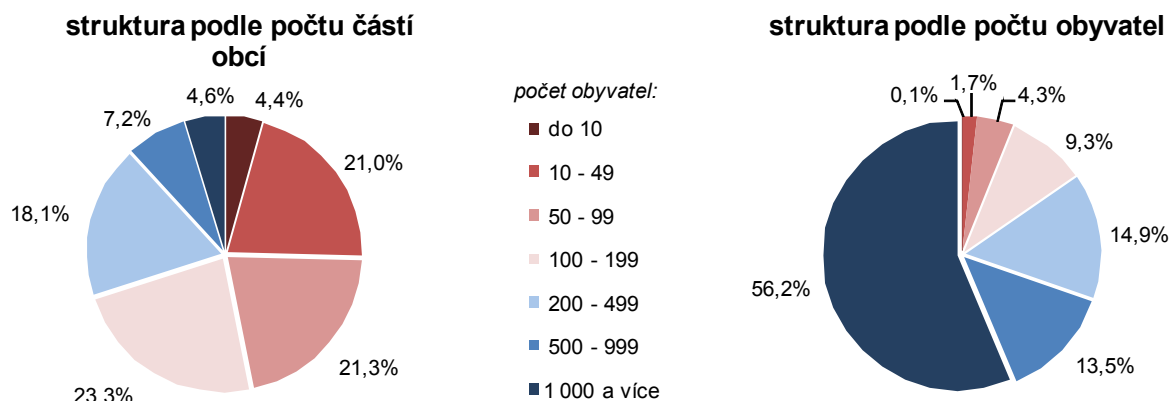 struktura podle počtu částí
obcí
4,6%
4,4%
7,2%
21,0%
18,1%
21,3%
23,3%
počet obyvatel:
do 10
10 - 49
50 - 99
100 - 199
200 - 499
500 - 999
1 000 a více
struktura podle počtu obyvatel
0,1%
1,7%
4,3%
9,3%
14,9%
56,2%
13,5%